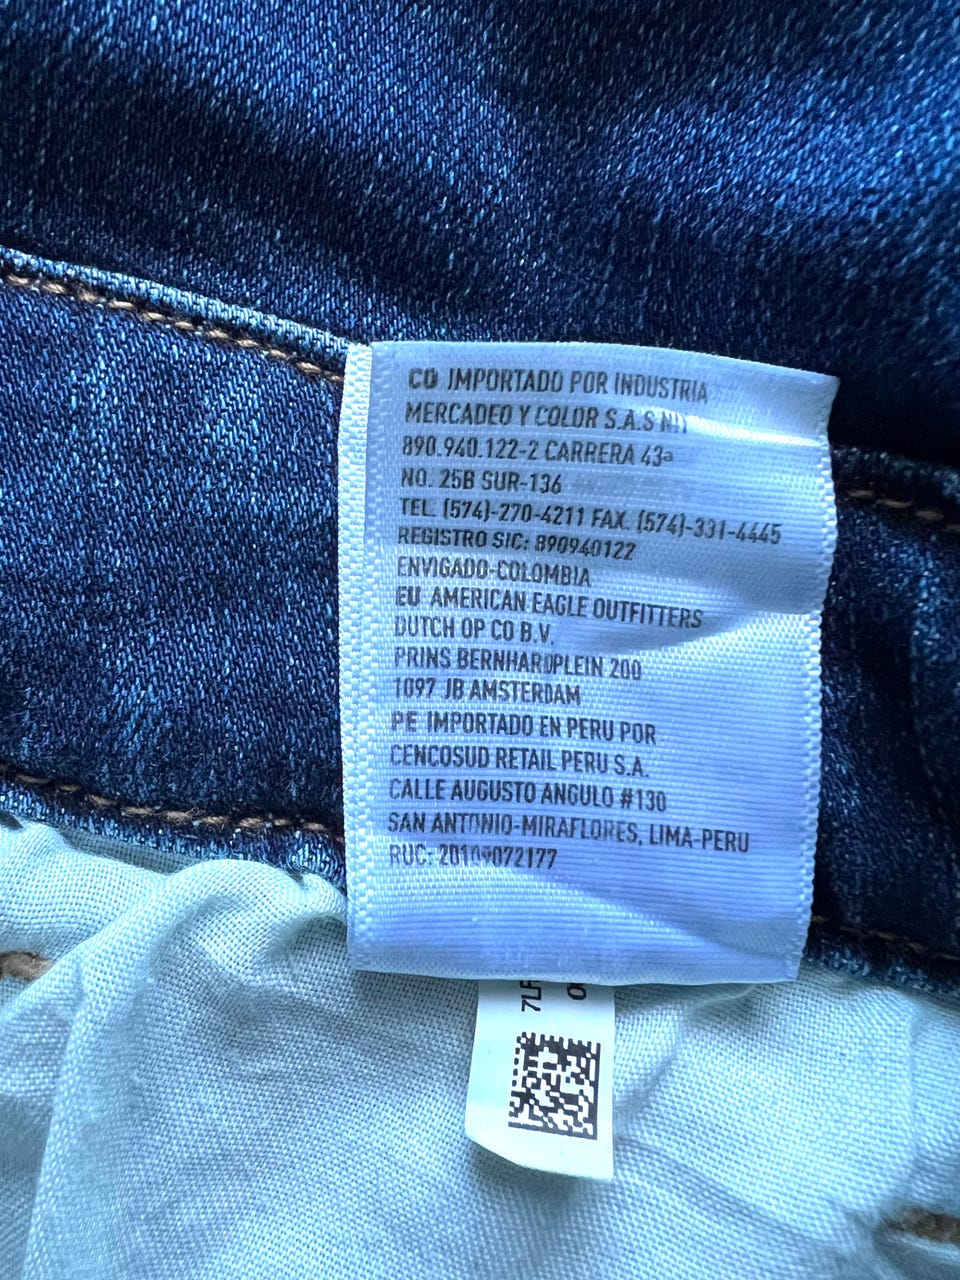 CO IMPORTADO POR INDUSTRIA
MERCADEO Y COLOR S.A.S NIT
890.940.122-2 CARRERA 43ª
NO. 25B SUR-136
TEL. (574)-270-4211 FAX. (574)-331-4445
REGISTRO SIC: 890940122
ENVIGADO-COLOMBIA
EU AMERICAN EAGLE OUTFITTERS
DUTCH OP CO B.V.
PRINS BERNHARDPLEIN 200
1097 JB AMSTERDAM
PE IMPORTADO EN PERU POR
CENCOSUD RETAIL PERU S.A.
CALLE AUGUSTO ANGULO #130
SAN ANTONIO-MIRAFLORES, LIMA-PERU
RUC: 20109072177